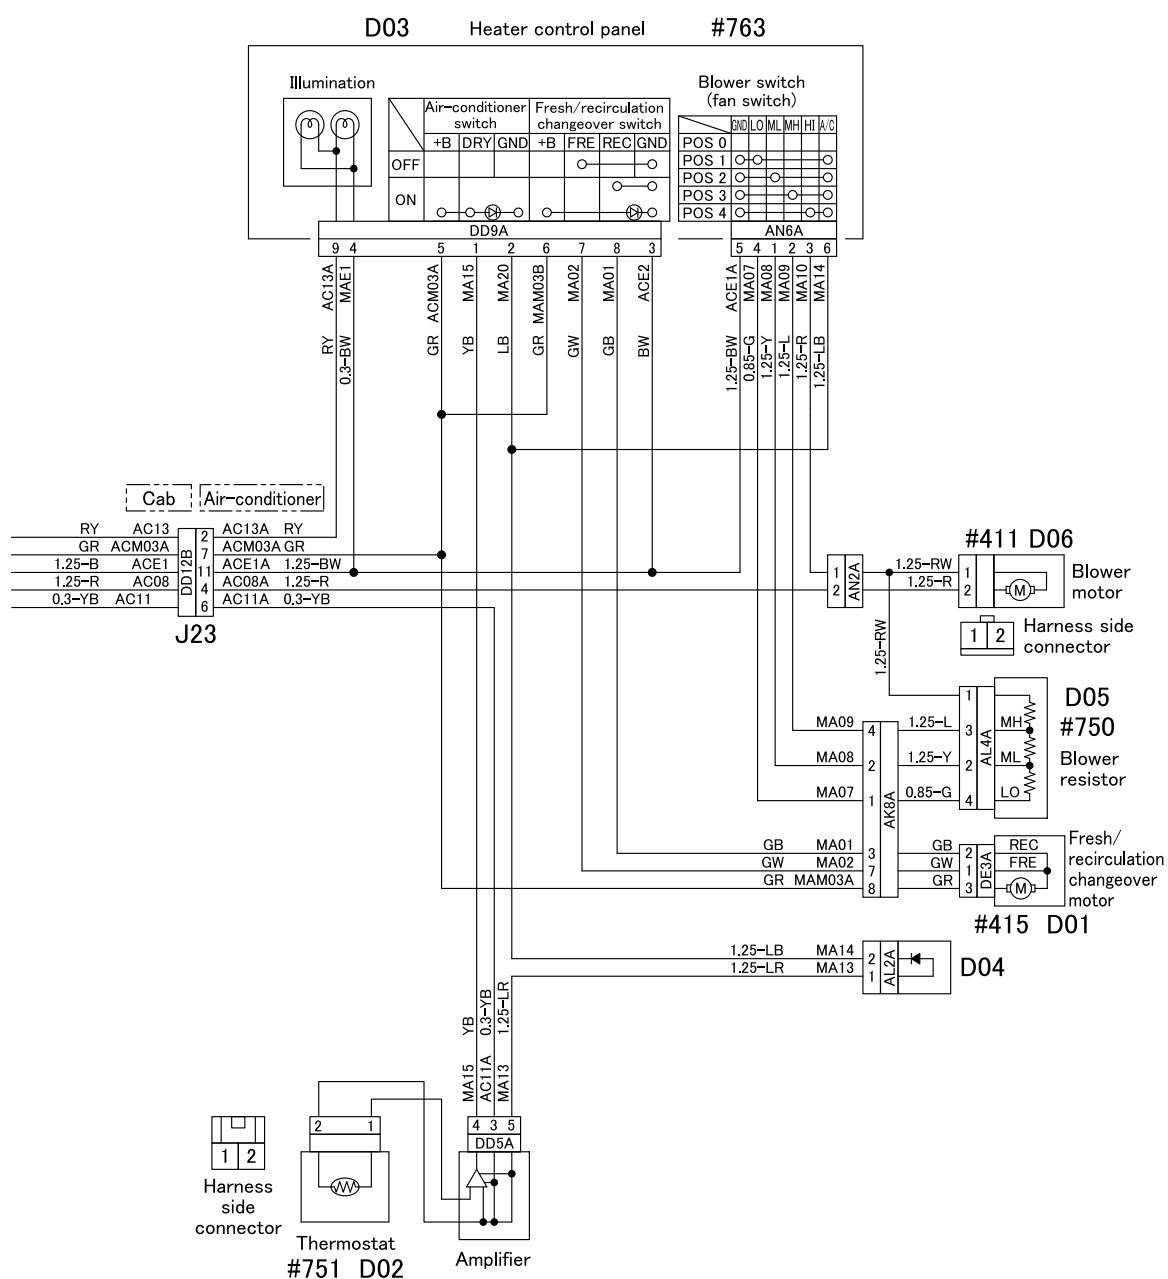 D03 Heater control panel #763
Illumination
Air-conditioner switch
Fresh/recirculation changeover switch
+B DRY GND +B FRE REC GND
OFF
ON
Blower switch
(fan switch)
GND LO ML MH HI A/C
POS 0
POS 1
POS 2
POS 3
POS 4
DD9A
AN6A
9 4 5 1 2 6 7 8 3
5 4 1 2 3 6
AC13A
MAE1
ACM03A
MA15
MA20
MAM03B
MA02
MA01
ACE2
ACE1A
MA07
MA08
MA09
MA10
MA14
RY
0.3-BW
GR
YB
LB
GR
GW
GB
BW
1.25-BW
0.85-G
1.25-Y
1.25-L
1.25-R
1.25-LB
Cab Air-conditioner
RY AC13 2 AC13A RY
GR ACM03A 7 ACM03A GR
1.25-B ACE1 11 ACE1A 1.25-BW
1.25-R AC08 4 AC08A 1.25-R
0.3-YB AC11 6 AC11A 0.3-YB
DD12B
J23
#411 D06
1 1.25-RW 1
2 1.25-R 2
AN2A
M
Blower
motor
1 2
Harness side
connector
1.25-RW
D05
#750
Blower
resistor
1
MA09 4 1.25-L 3 MH
MA08 2 1.25-Y 2 ML
MA07 1 0.85-G 4 LO
AL4A
AK8A
GB MA01 3 GB 2 REC
GW MA02 7 GW 1 FRE
GR MAM03A 8 GR 3 M
DE3A
Fresh/
recirculation
changeover
motor
#415 D01
1.25-LB MA14 2
1.25-LR MA13 1
AL2A
D04
YB
0.3-YB
1.25-LR
MA15
AC11A
MA13
4 3 5
DD5A
Amplifier
2 1
1 2
Harness
side
connector
Thermostat
#751 D02